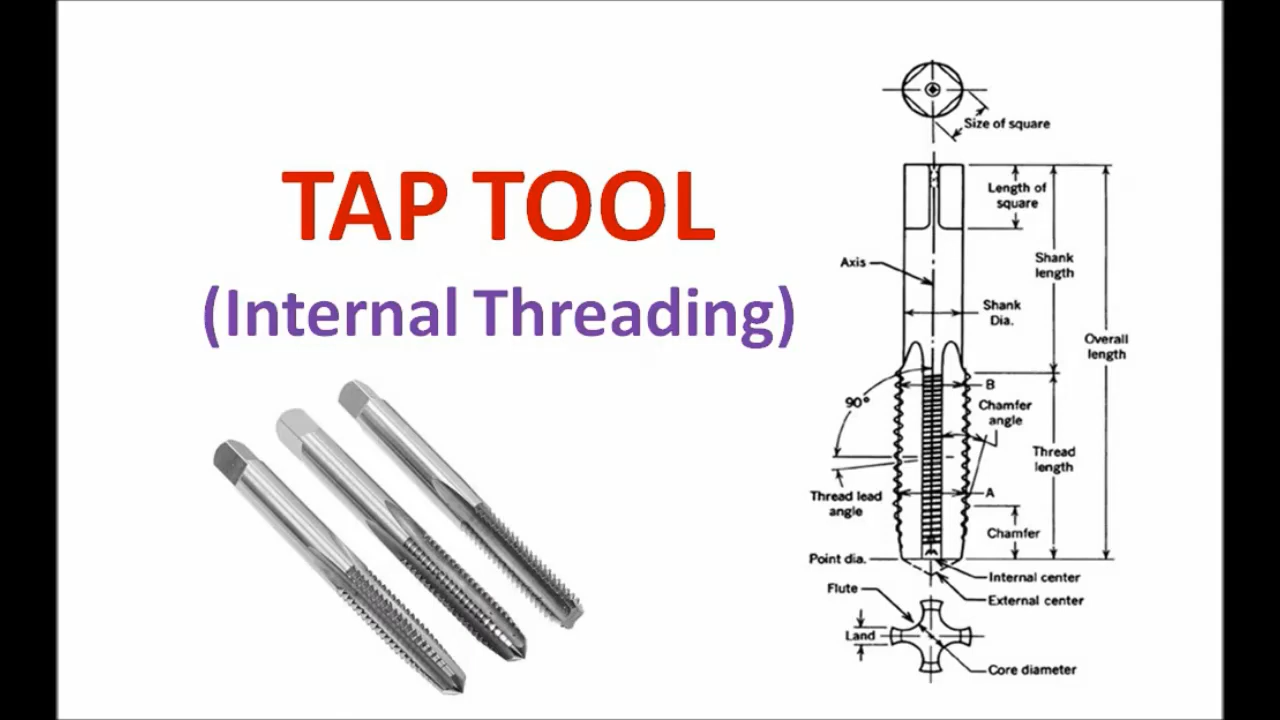 TAP TOOL
(Internal Threading)
Size of square
Length of
square
Axis
Shank
length
Shank
Dia.
Overall
length
B
90°
Chamfer
angle
Thread
length
Thread lead
angle
A
Chamfer
Point dia.
Internal center
Flute
External center
Land
Core diameter